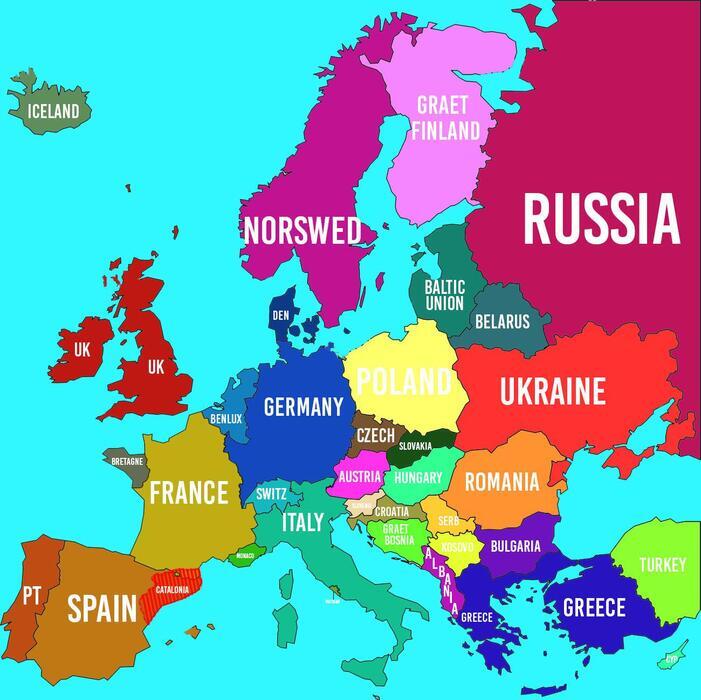 ICELAND
GRAET
FINLAND
RUSSIA
NORSWED
BALTIC
UNION
DEN
BELARUS
UK
UK
POLAND
UKRAINE
GERMANY
BENLUX
CZECH
SLOVAKIA
BRETAGNE
FRANCE
SWITZ
AUSTRIA
HUNGARY
ROMANIA
ITALY
CROATIA
SERB
GRAET
BOSNIA
KOSOVO
BULGARIA
MONACO
ALBANIA
TURKEY
PT
SPAIN
CATALONIA
GREECE
GREECE
CYP